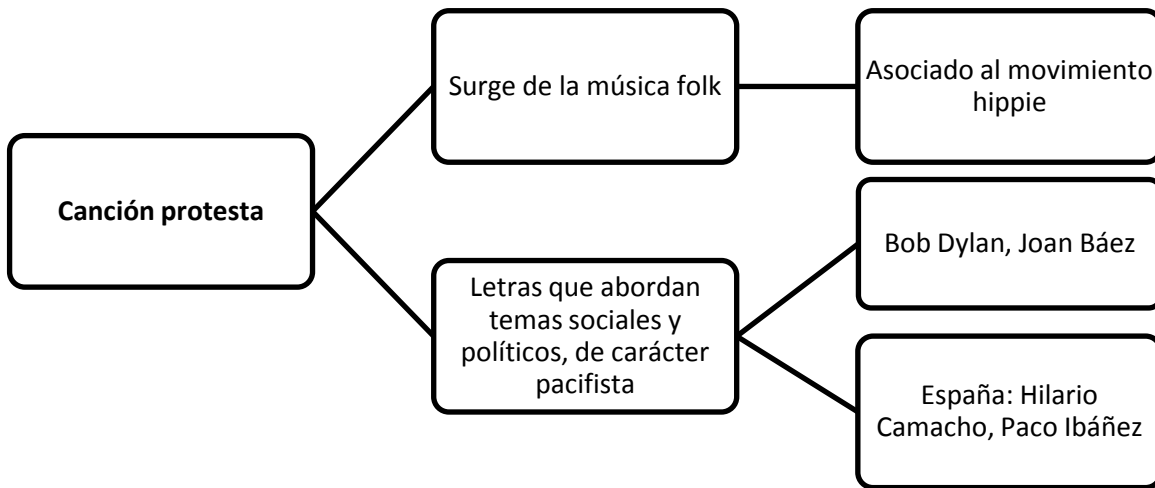 Canción protesta
Surge de la música folk
Asociado al movimiento
hippie
Letras que abordan
temas sociales y
políticos, de carácter
pacifista
Bob Dylan, Joan Báez
España: Hilario
Camacho, Paco Ibáñez